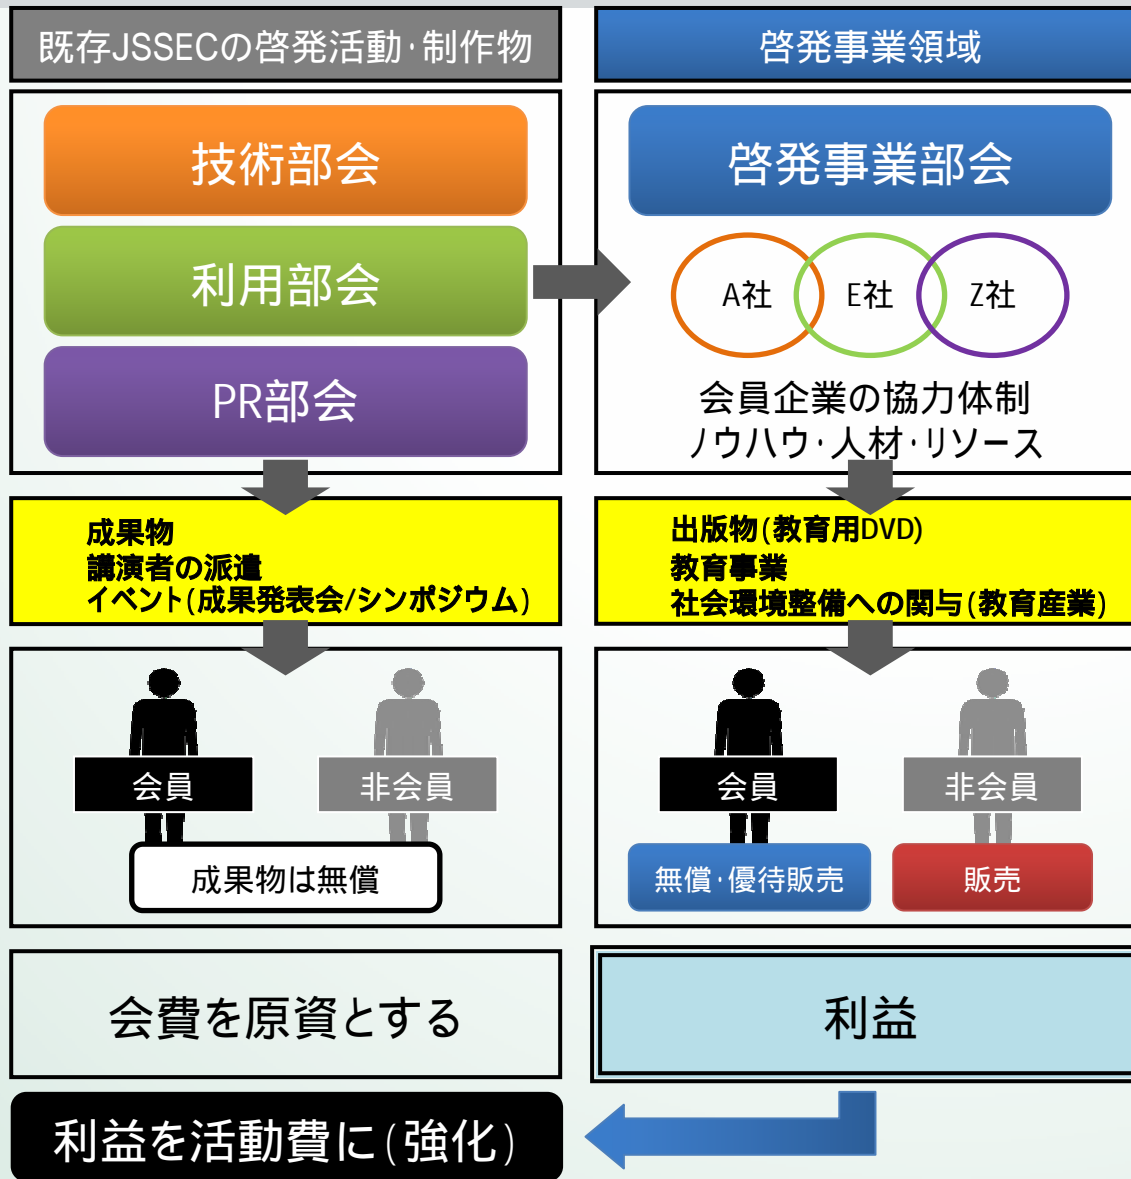 既存JSSECの啓発活動･制作物
技術部会
利用部会
PR部会
成果物
講演者の派遣
イベント(成果発表会/シンポジウム)
会員
非会員
成果物は無償
会費を原資とする
利益を活動費に(強化)
啓発事業領域
啓発事業部会
A社
E社
Z社
会員企業の協力体制
ノウハウ･人材･リソース
出版物(教育用DVD)
教育事業
社会環境整備への関与(教育産業)
会員
非会員
無償･優待販売
販売
利益